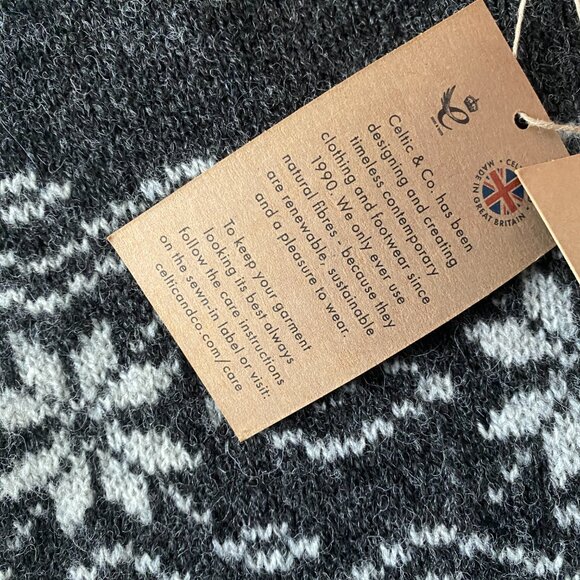 Celtic & Co. has been
designing and creating
timeless contemporary
clothing and footwear since
1990. We only ever use
natural fibres - because they
are renewable, sustainable
and a pleasure to wear.
To keep your garment
looking its best always
follow the care instructions
on the sewn-in label or visit:
celticandco.com/care
MADE IN GREAT BRITAIN • CEL